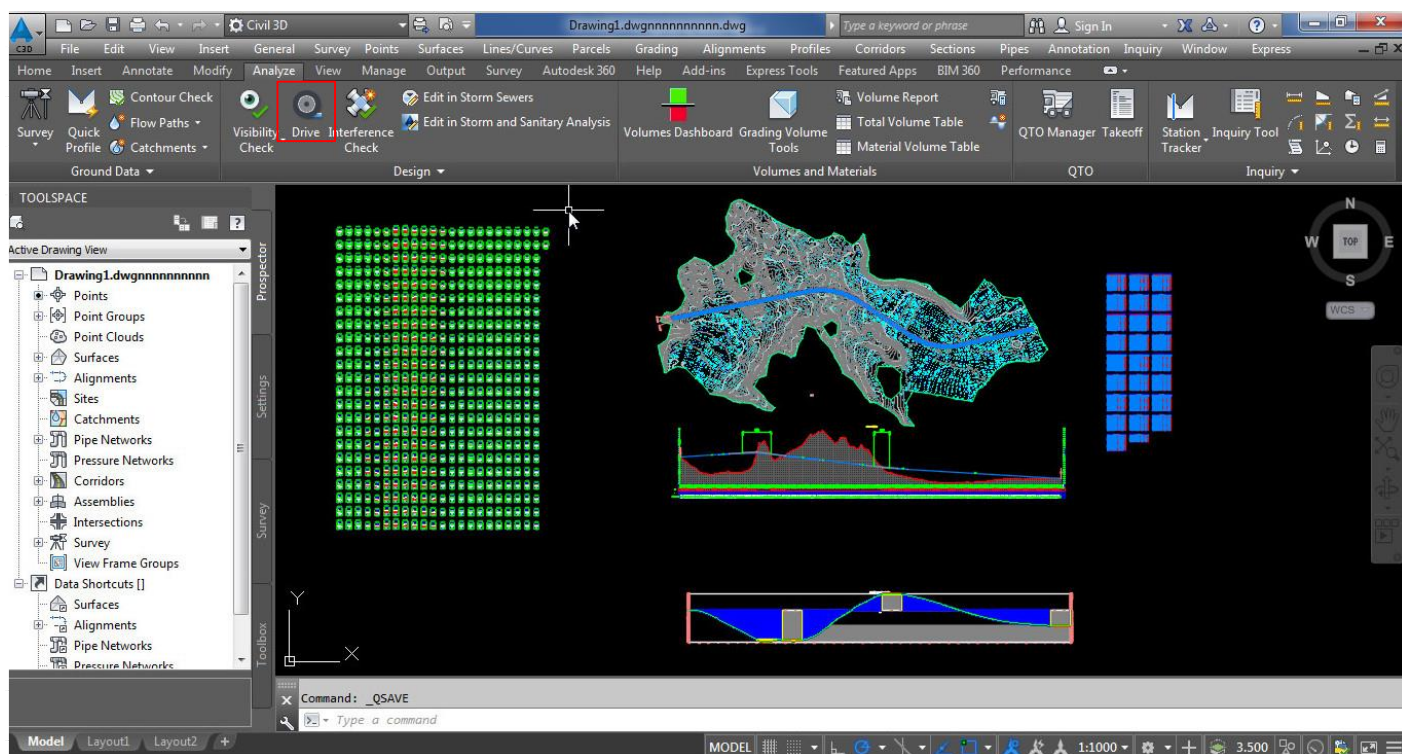 Civil 3D
Drawing1.dwgnnnnnnnnnn.dwg
Type a keyword or phrase
Sign In
C3D
File Edit View Insert General Survey Points Surfaces Lines/Curves Parcels Grading Alignments Profiles Corridors Sections Pipes Annotation Inquiry Window Express
Home Insert Annotate Modify Analyze View Manage Output Survey Autodesk 360 Help Add-ins Express Tools Featured Apps BIM 360 Performance
Survey
Quick Profile
Contour Check
Flow Paths
Catchments
Visibility Check
Drive
Interference Check
Edit in Storm Sewers
Edit in Storm and Sanitary Analysis
Volumes Dashboard
Grading Volume Tools
Volume Report
Total Volume Table
Material Volume Table
QTO Manager
Takeoff
Station Tracker
Inquiry Tool
Ground Data
Design
Volumes and Materials
QTO
Inquiry
TOOLSPACE
Active Drawing View
Drawing1.dwgnnnnnnnnnn
Points
Point Groups
Point Clouds
Surfaces
Alignments
Sites
Catchments
Pipe Networks
Pressure Networks
Corridors
Assemblies
Intersections
Survey
View Frame Groups
Data Shortcuts []
Surfaces
Alignments
Pipe Networks
Pressure Networks
Prospector
Settings
Survey
Toolbox
N
W TOP E
S
WCS
Y
X
Command: _QSAVE
Type a command
Model Layout1 Layout2 +
MODEL
1:1000
3.500